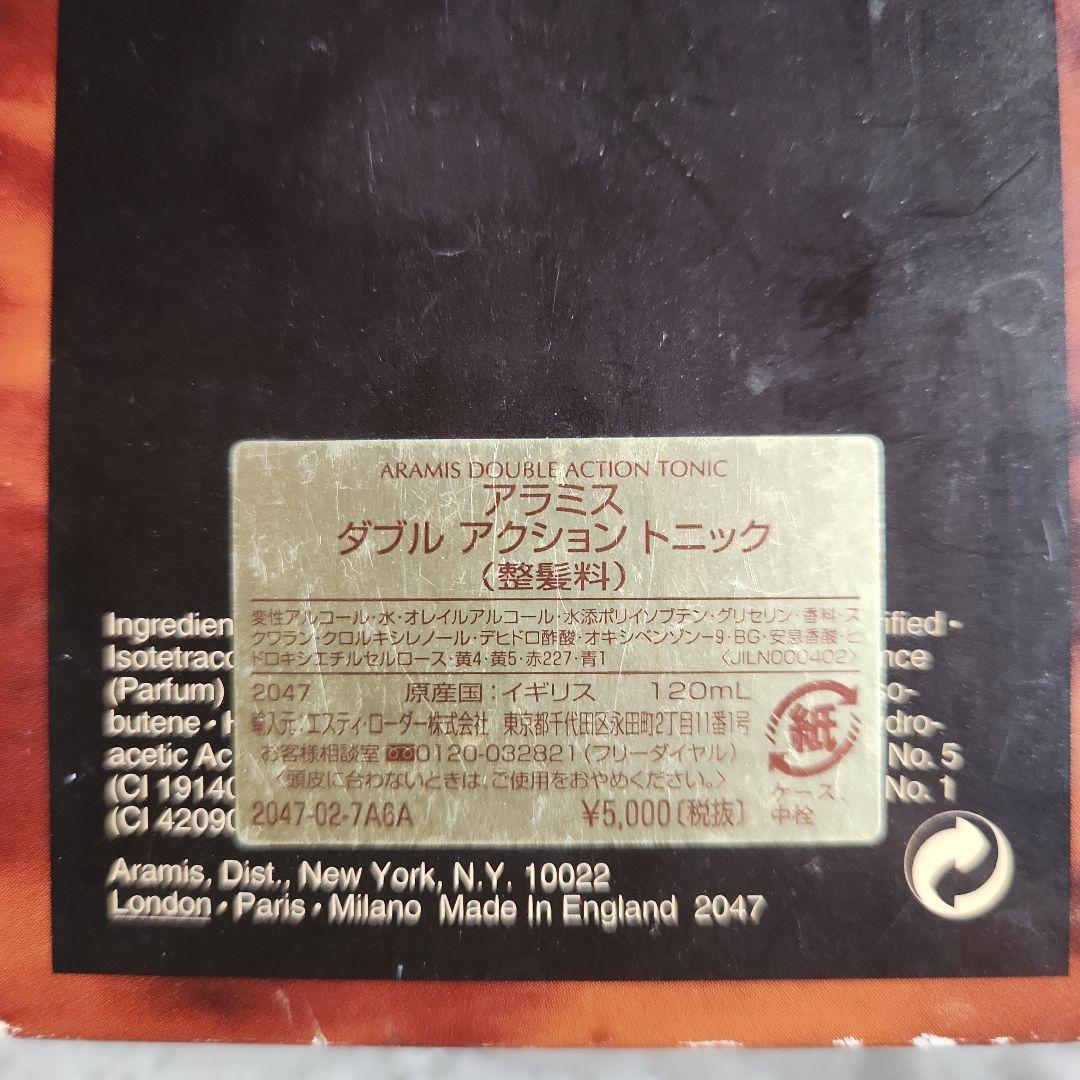 ARAMIS DOUBLE ACTION TONIC
アラミス
ダブル アクション トニック
(整髪料)
変性アルコール・水・オレイルアルコール・水添ポリイソブテン・グリセリン・香料・ス
クワラン・クロルキシレノール・デヒドロ酢酸・オキシベンゾン-9・BG・安息香酸・ヒ
ドロキシエチルセルロース・黄4・黄5・赤227・青1 〈JILN000402〉
2047 原産国:イギリス 120mL
輸入元:エスティ・ローダー株式会社 東京都千代田区永田町2丁目11番1号
お客様相談室 0120-032821(フリーダイヤル)
〈頭皮に合わないときは、ご使用をおやめください。〉
2047-02-7A6A ¥5,000〔税抜〕
紙
ケース、
中栓
Ingredien
Isotetrac
(Parfum)
butene・
acetic Ac dro-
(CI 19140 No. 5
(CI 42090 No. 1
Aramis, Dist., New York, N.Y. 10022
London・Paris・Milano Made In England 2047